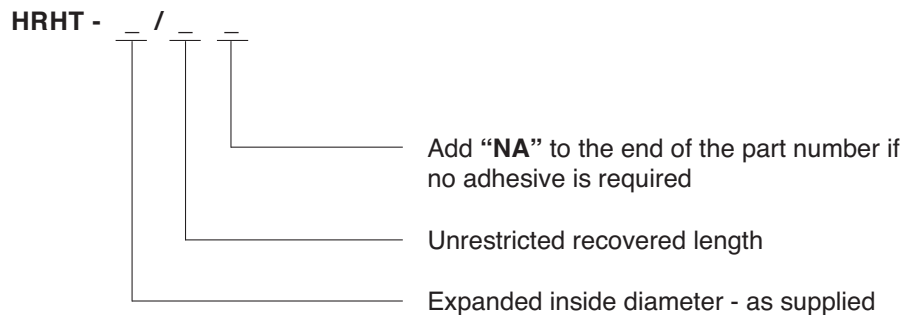 HRHT - _ / _ _
Add “NA” to the end of the part number if
no adhesive is required
Unrestricted recovered length
Expanded inside diameter - as supplied